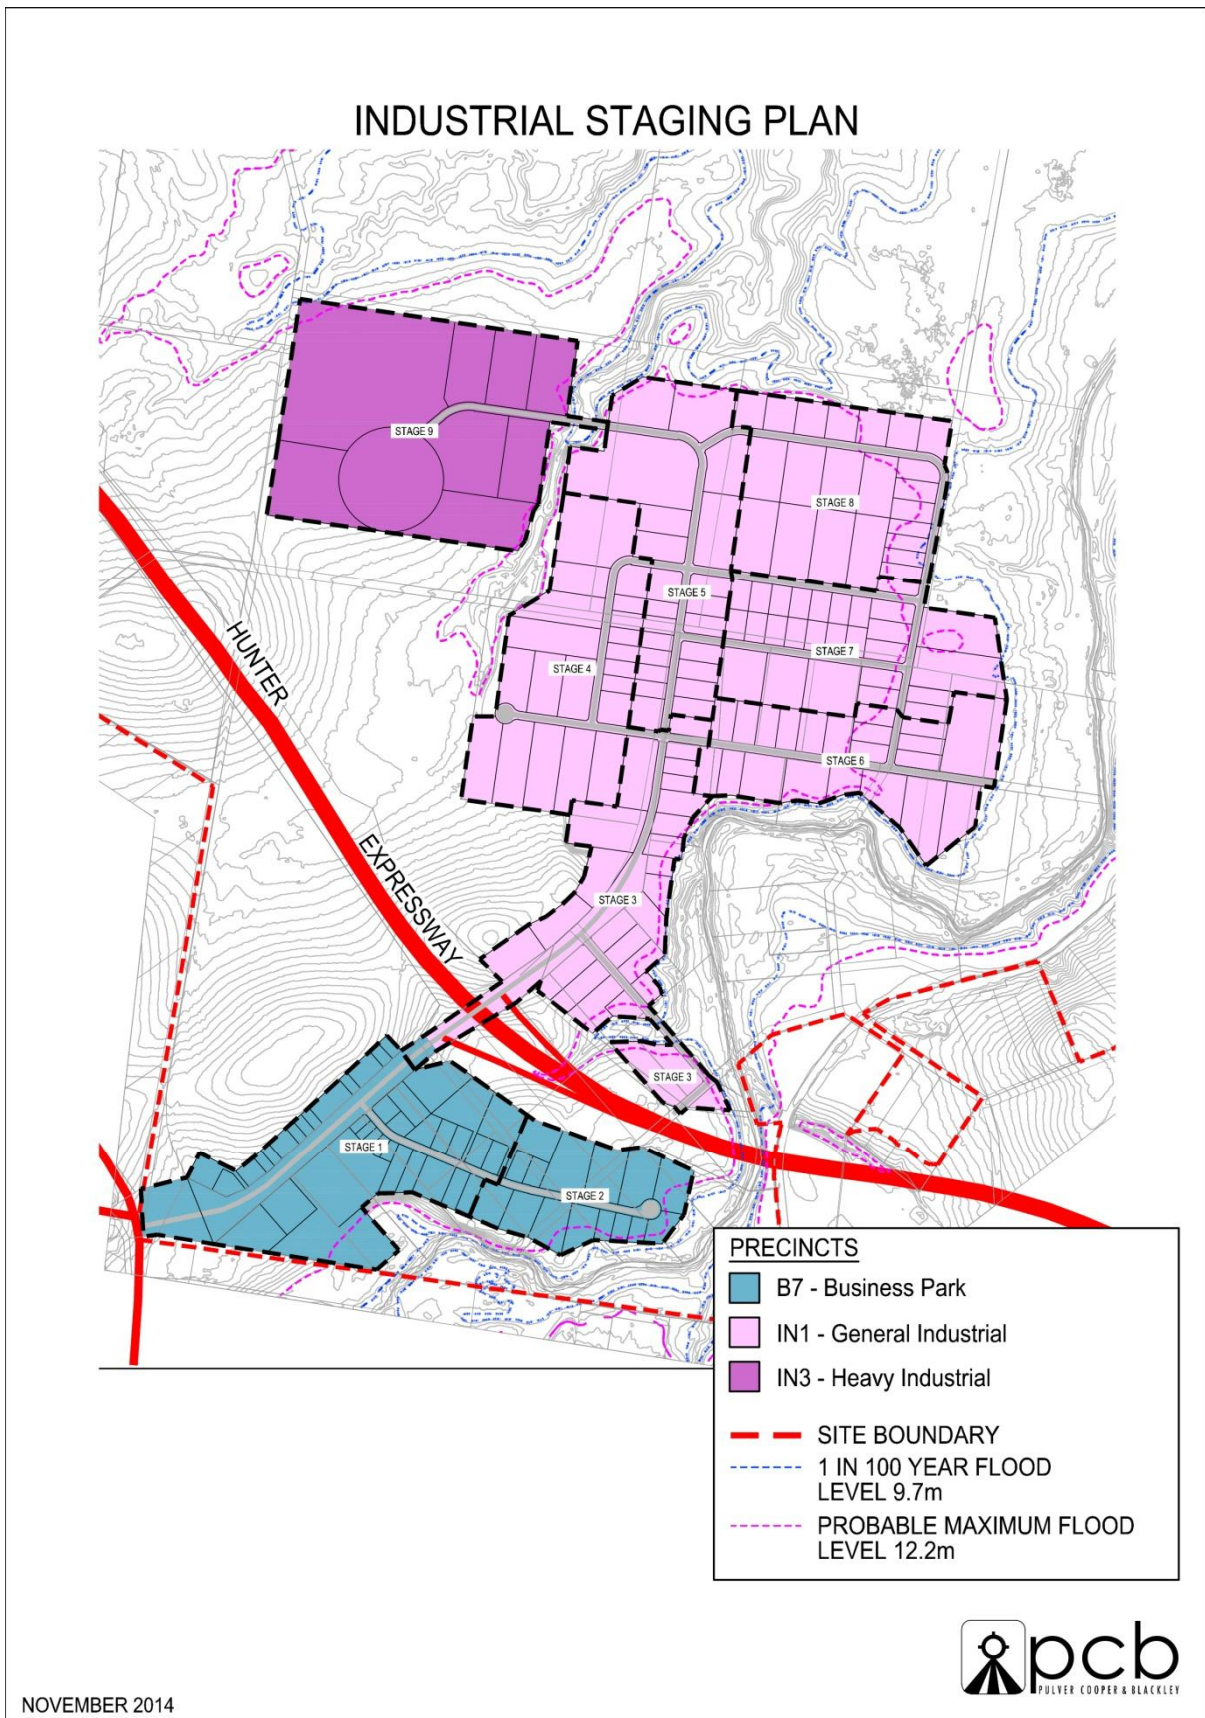 INDUSTRIAL STAGING PLAN
STAGE 9
STAGE 8
STAGE 5
HUNTER
STAGE 7
STAGE 4
STAGE 6
EXPRESSWAY
STAGE 3
STAGE 3
STAGE 1
STAGE 2
PRECINCTS
B7 - Business Park
IN1 - General Industrial
IN3 - Heavy Industrial
SITE BOUNDARY
1 IN 100 YEAR FLOOD
LEVEL 9.7m
PROBABLE MAXIMUM FLOOD
LEVEL 12.2m
pcb
PULVER COOPER & BLACKLEY
NOVEMBER 2014